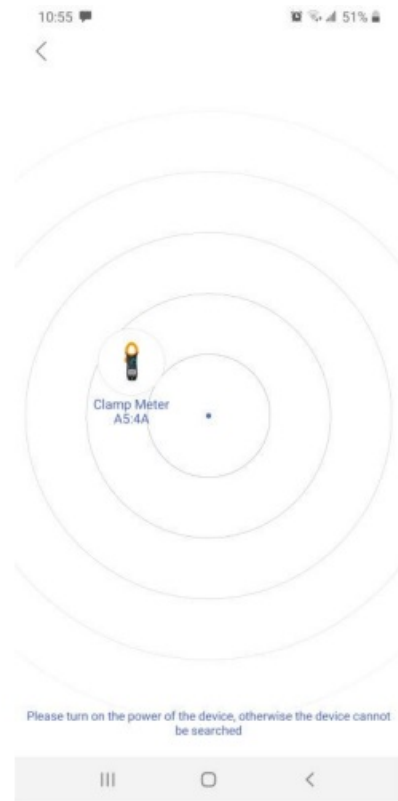 10:55
51%
Clamp Meter
A5:4A
Please turn on the power of the device, otherwise the device cannot
be searched